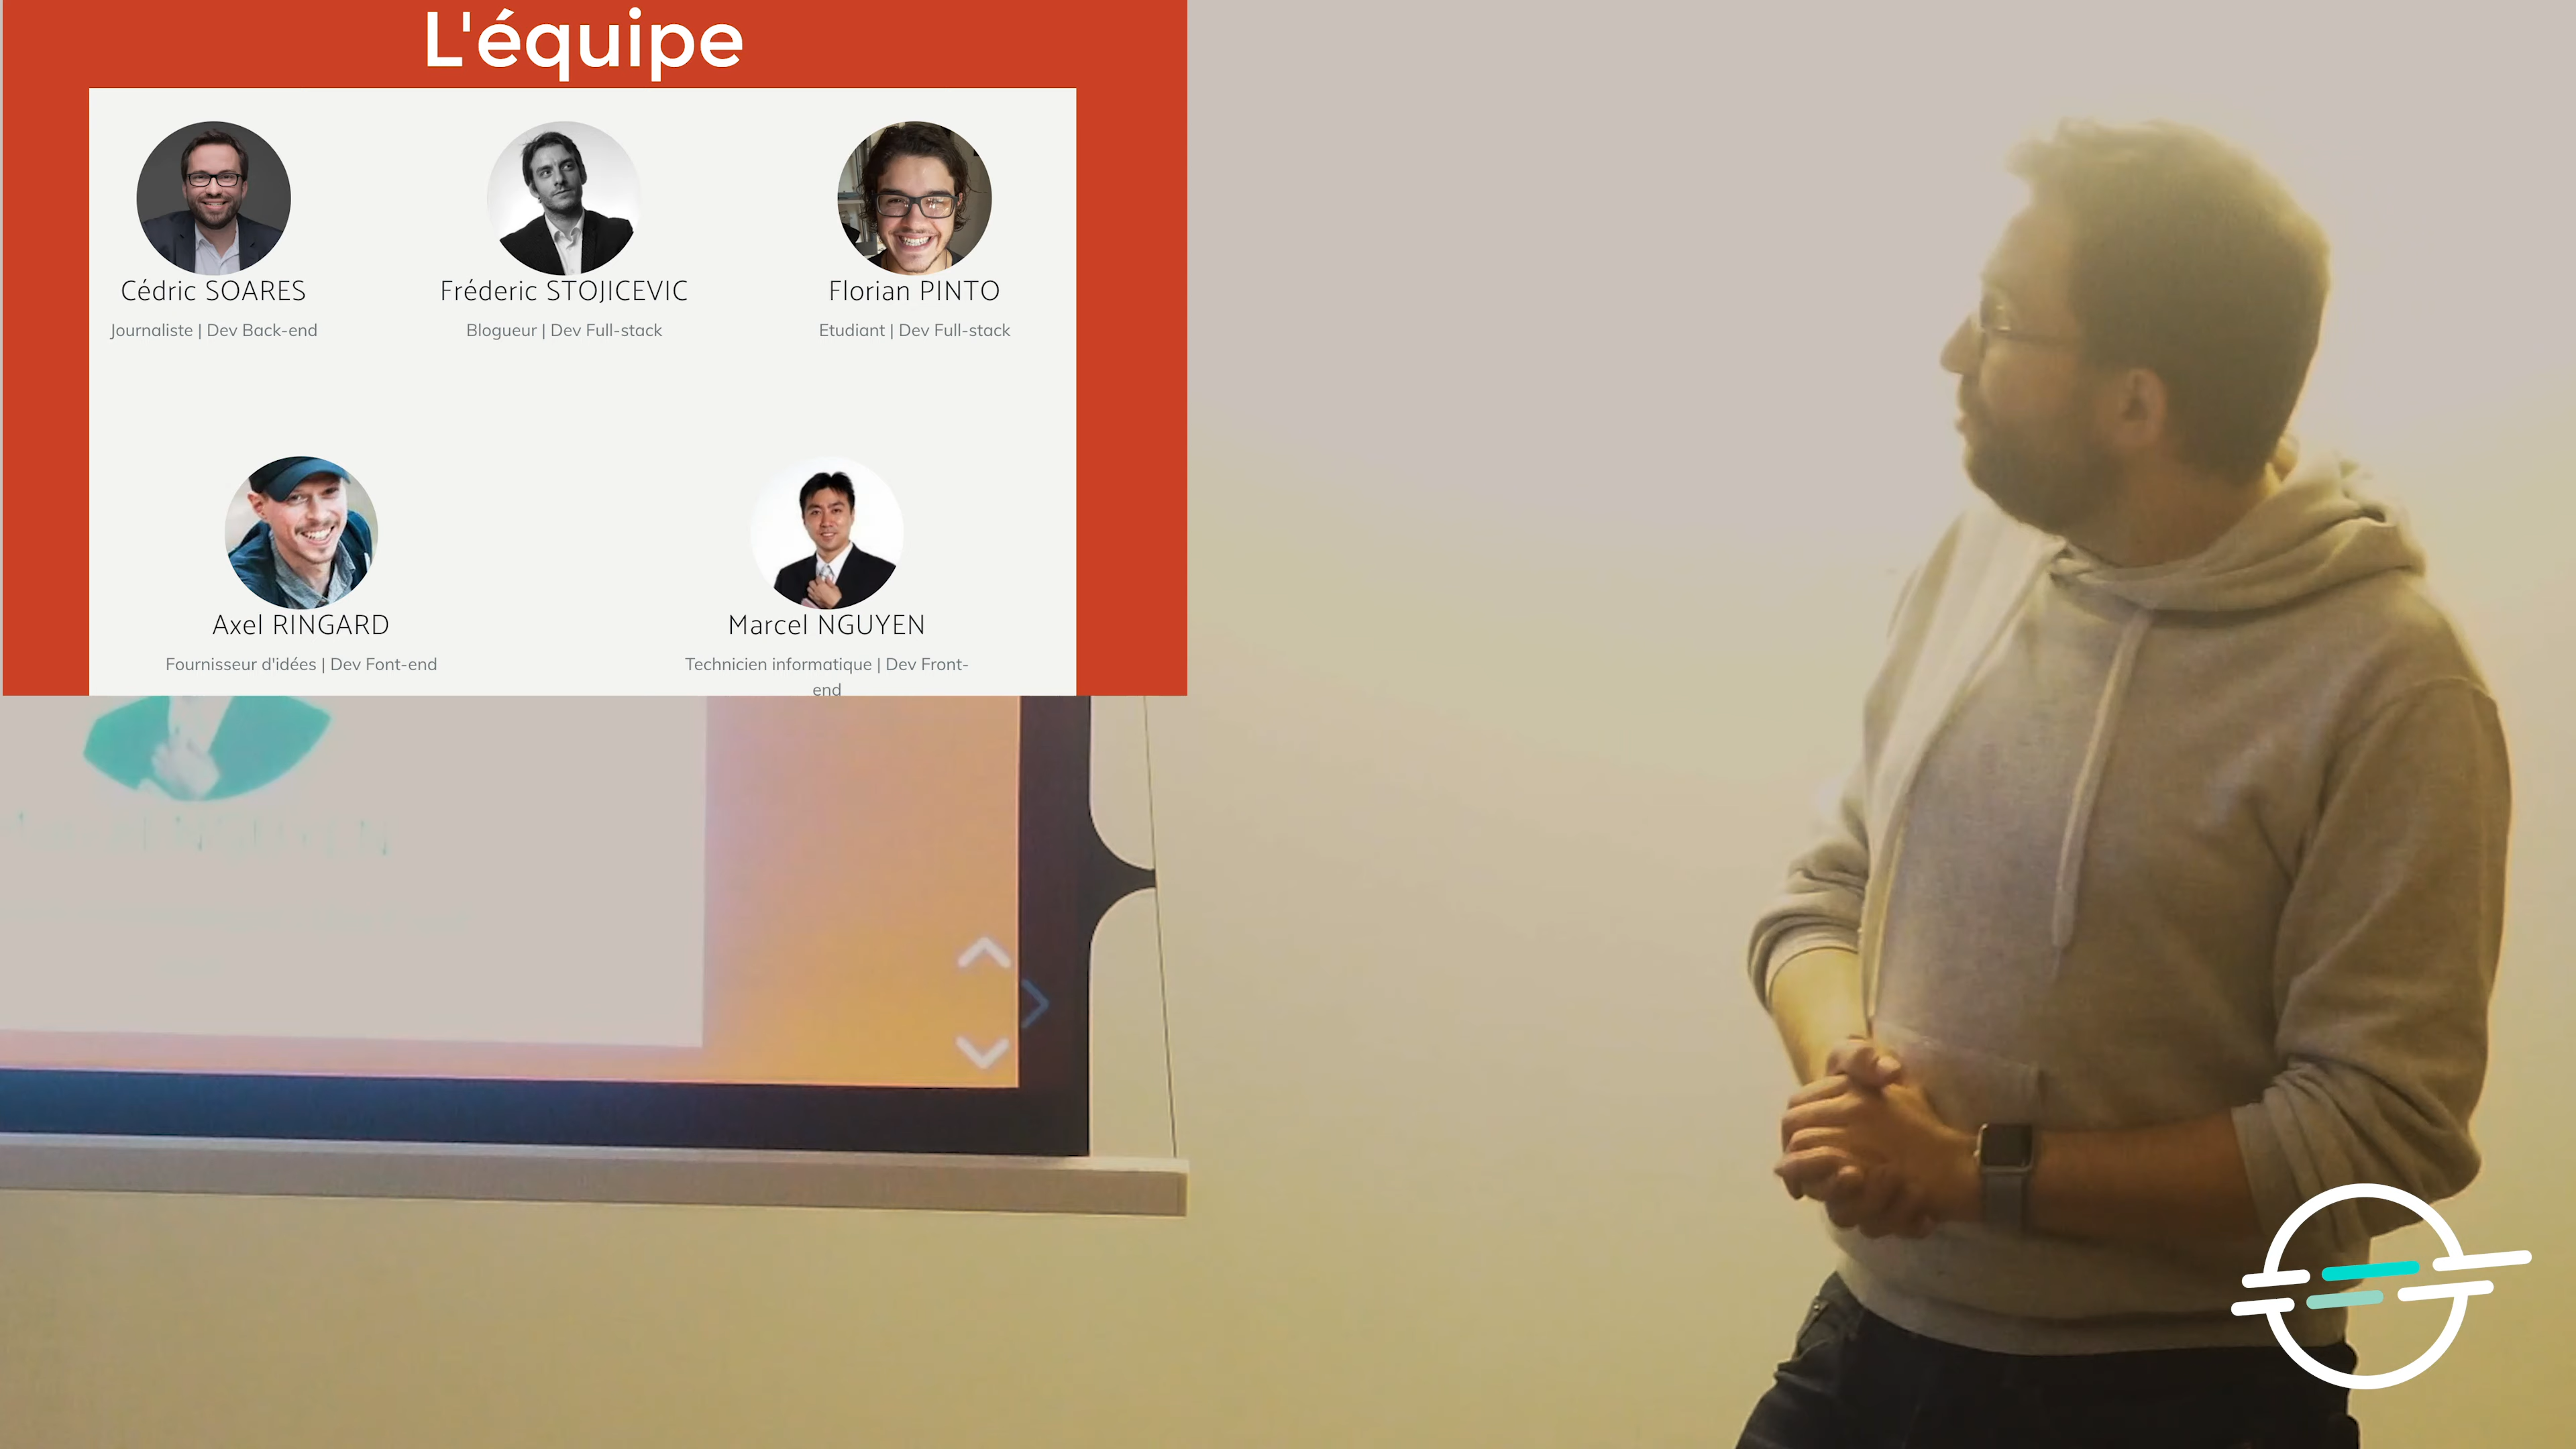 L'équipe
Cédric SOARES
Journaliste | Dev Back-end
Fréderic STOJICEVIC
Blogueur | Dev Full-stack
Florian PINTO
Etudiant | Dev Full-stack
Axel RINGARD
Fournisseur d'idées | Dev Font-end
Marcel NGUYEN
Technicien informatique | Dev Front-
end